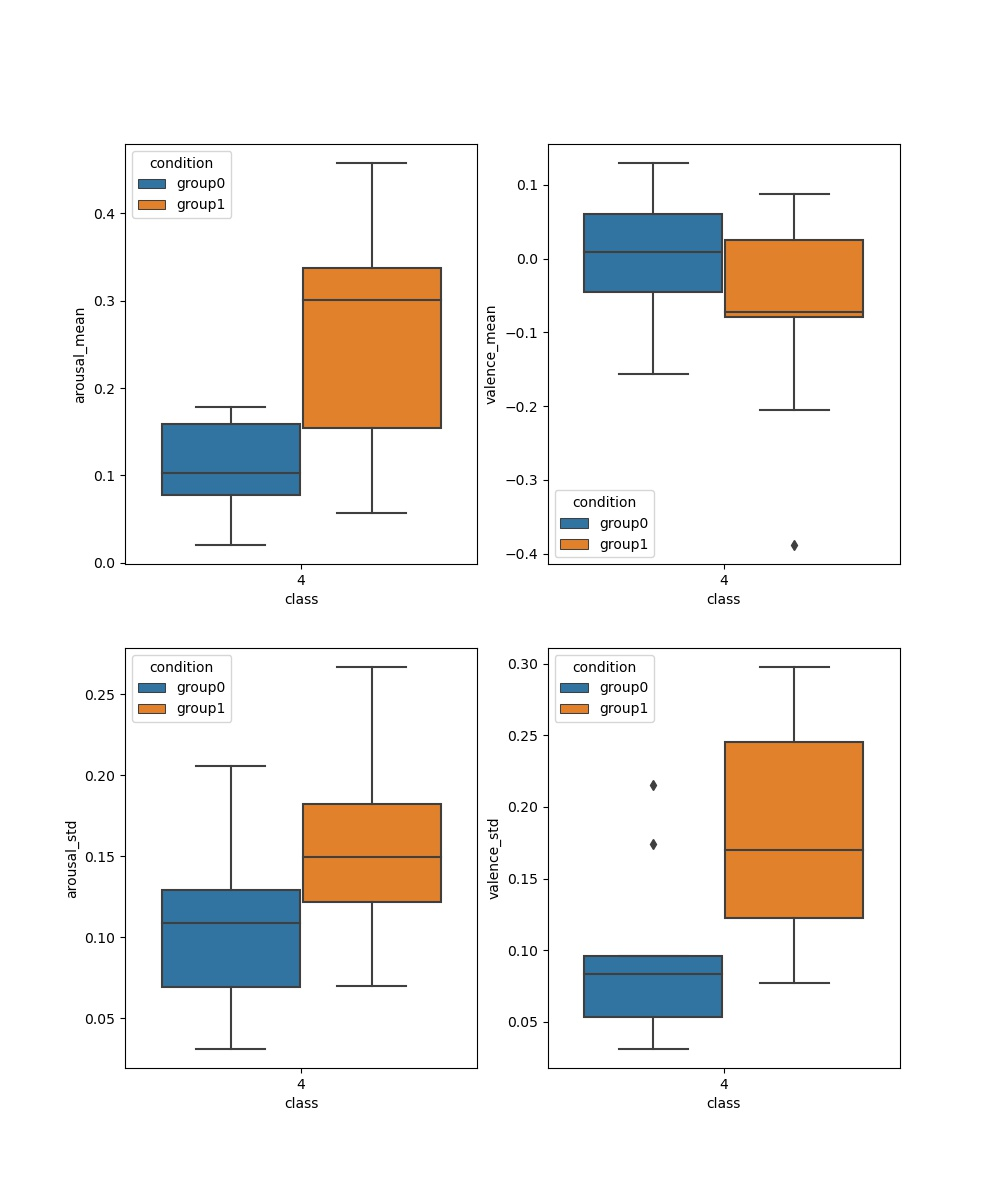 condition
group0
group1
0.4
0.3
0.2
0.1
0.0
arousal_mean
4
class
0.1
0.0
−0.1
−0.2
−0.3
−0.4
valence_mean
condition
group0
group1
4
class
condition
group0
group1
0.25
0.20
0.15
0.10
0.05
arousal_std
4
class
condition
group0
group1
0.30
0.25
0.20
0.15
0.10
0.05
valence_std
4
class